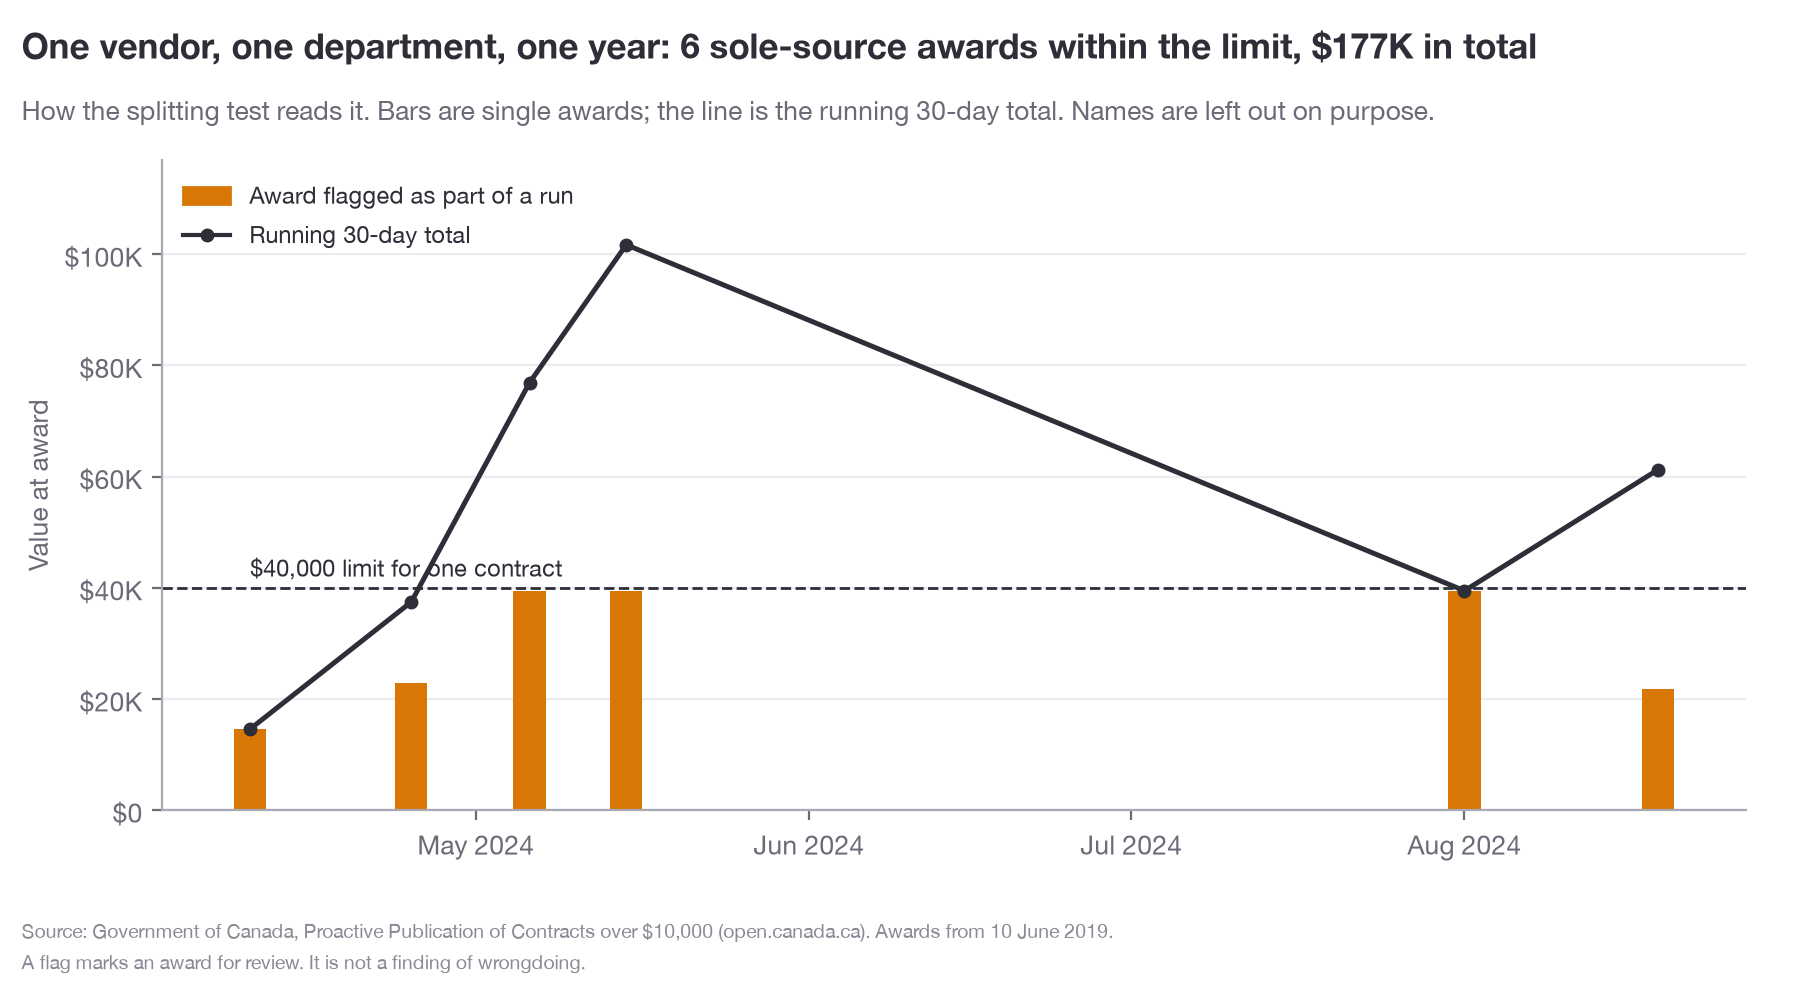 One vendor, one department, one year: 6 sole-source awards within the limit, $177K in total
How the splitting test reads it. Bars are single awards; the line is the running 30-day total. Names are left out on purpose.
Award flagged as part of a run
Running 30-day total
$100K
$80K
$60K
$40K
$20K
$0
Value at award
$40,000 limit for one contract
May 2024
Jun 2024
Jul 2024
Aug 2024
Source: Government of Canada, Proactive Publication of Contracts over $10,000 (open.canada.ca). Awards from 10 June 2019.
A flag marks an award for review. It is not a finding of wrongdoing.